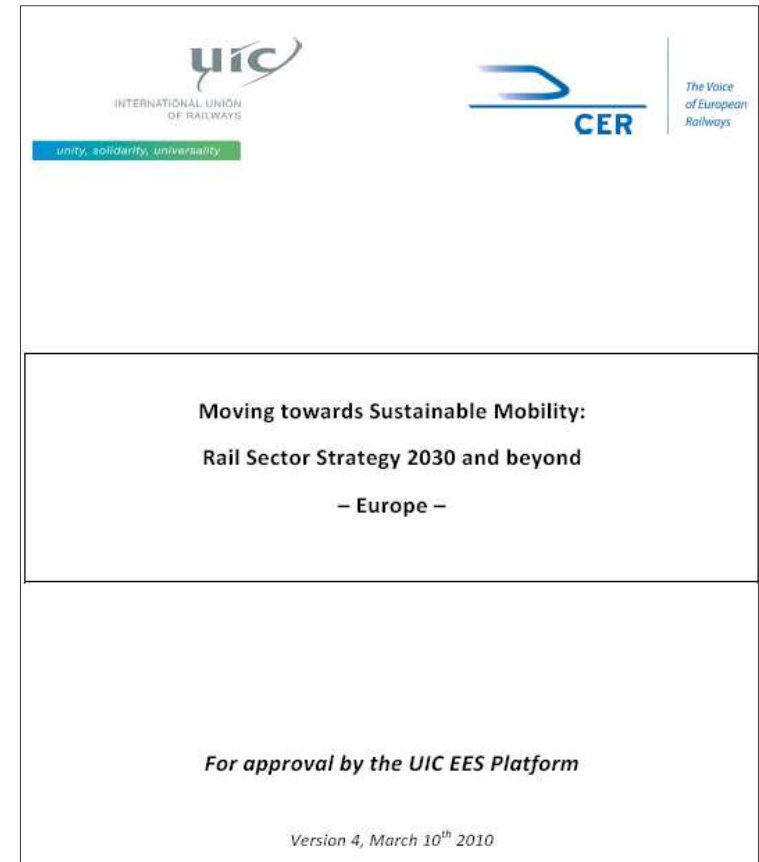 uic
INTERNATIONAL UNION
OF RAILWAYS
unity, solidarity, universality
CER
The Voice
of European
Railways
Moving towards Sustainable Mobility:
Rail Sector Strategy 2030 and beyond
– Europe –
For approval by the UIC EES Platform
Version 4, March 10th 2010